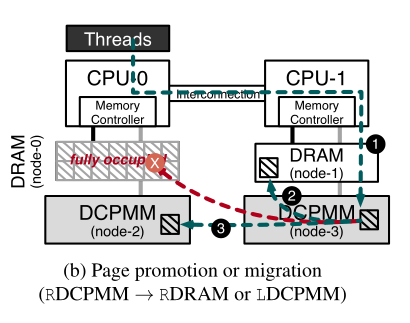 Threads
CPU-0
CPU-1
Interconnection
Memory
Controller
Memory
Controller
DRAM
(node-0)
fully occupied
X
1
DRAM
(node-1)
2
DCPMM
(node-2)
3
DCPMM
(node-3)
(b) Page promotion or migration
(RDCPMM → RDRAM or LDCPMM)